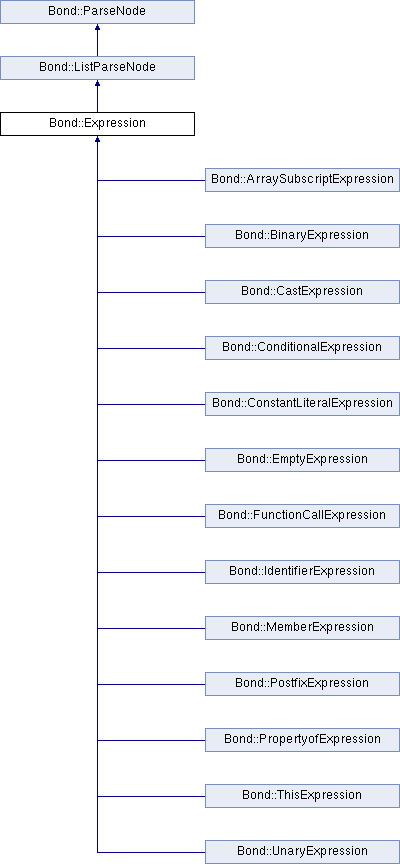 Bond::ParseNode
Bond::ListParseNode
Bond::Expression
Bond::ArraySubscriptExpression
Bond::BinaryExpression
Bond::CastExpression
Bond::ConditionalExpression
Bond::ConstantLiteralExpression
Bond::EmptyExpression
Bond::FunctionCallExpression
Bond::IdentifierExpression
Bond::MemberExpression
Bond::PostfixExpression
Bond::PropertyofExpression
Bond::ThisExpression
Bond::UnaryExpression